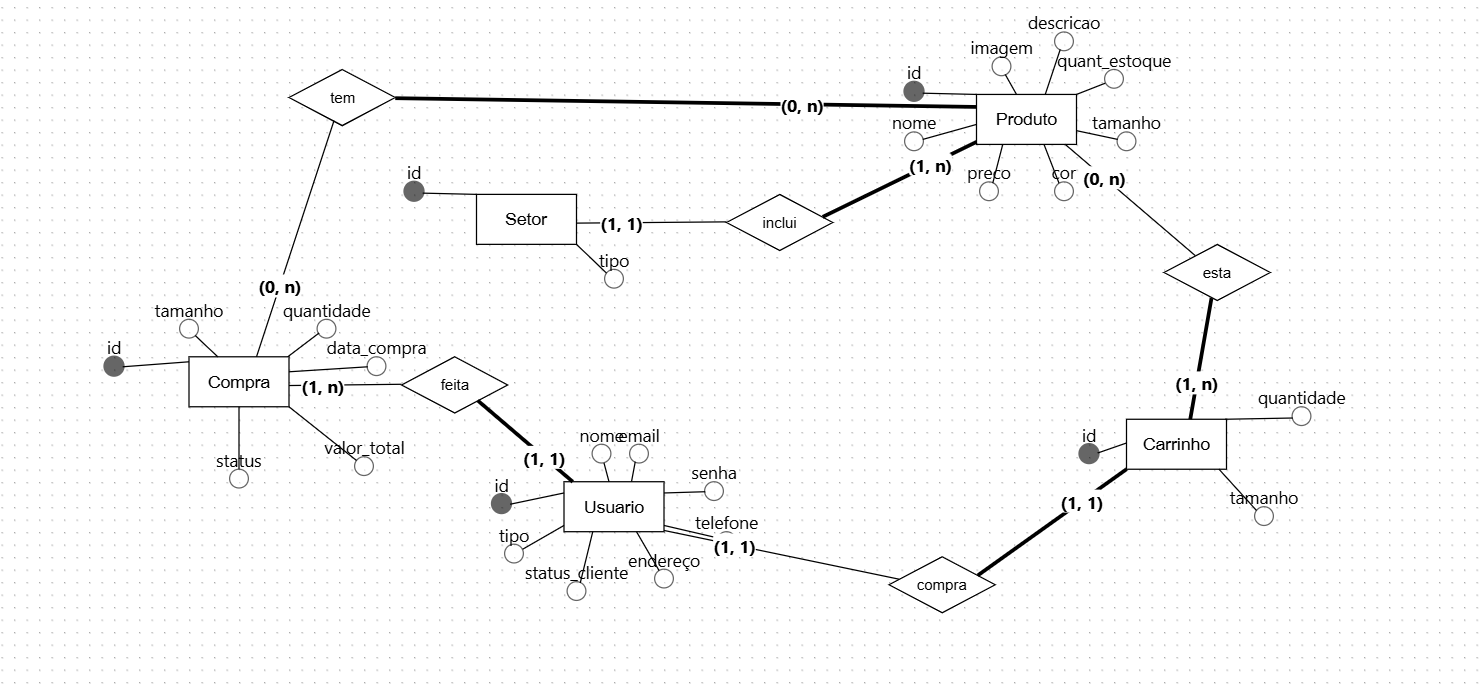 descricao
imagem
quant_estoque
id
tem
(0, n)
Produto
nome
tamanho
(1, n)
preco
cor
(0, n)
id
Setor
(1, 1)
inclui
tipo
esta
(0, n)
tamanho
quantidade
id
data_compra
Compra
(1, n)
feita
(1, n)
quantidade
status
valor_total
nome
email
(1, 1)
id
Carrinho
senha
id
Usuario
tamanho
(1, 1)
telefone
tipo
(1, 1)
status_cliente
endereço
compra